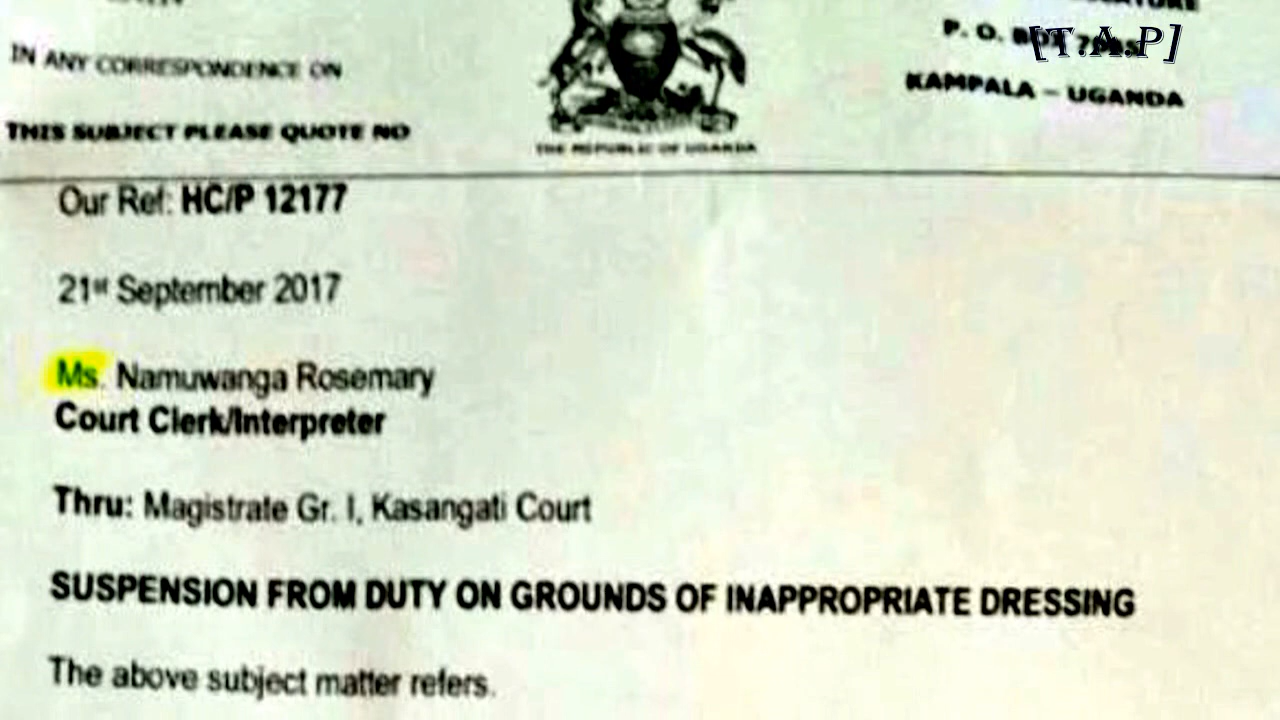 IN ANY CORRESPONDENCE ON
THIS SUBJECT PLEASE QUOTE NO
THE REPUBLIC OF UGANDA
P. O. BOX
[T.A.P]
KAMPALA – UGANDA
Our Ref: HC/P 12177
21st September 2017
Ms. Namuwanga Rosemary
Court Clerk/Interpreter
Thru: Magistrate Gr. I, Kasangati Court
SUSPENSION FROM DUTY ON GROUNDS OF INAPPROPRIATE DRESSING
The above subject matter refers.